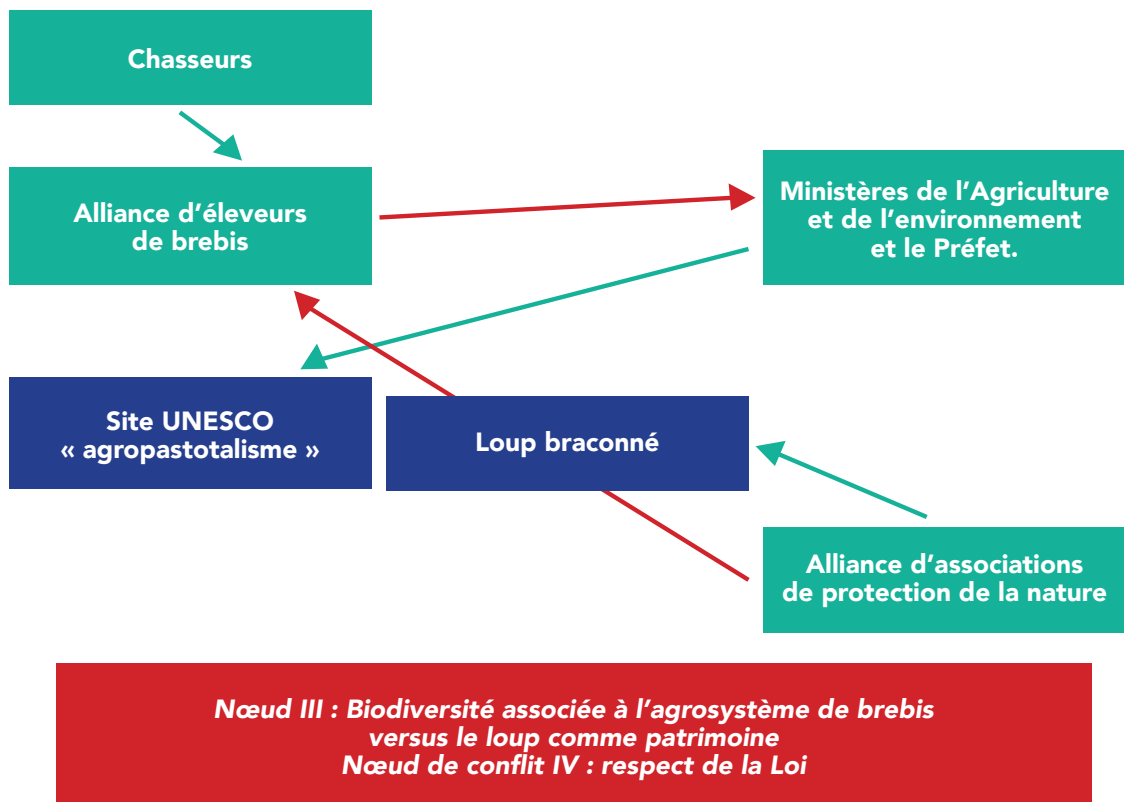 Chasseurs
Alliance d’éleveurs
de brebis
Ministères de l’Agriculture
et de l’environnement
et le Préfet.
Site UNESCO
« agropastotalisme »
Loup braconné
Alliance d’associations
de protection de la nature
Nœud III : Biodiversité associée à l’agrosystème de brebis
versus le loup comme patrimoine
Nœud de conflit IV : respect de la Loi